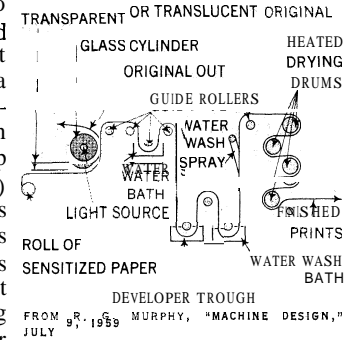 TRANSPARENT OR TRANSLUCENT ORIGINAL
GLASS CYLINDER
HEATED
DRYING
DRUMS
ORIGINAL OUT
GUIDE ROLLERS
WATER
WASH
SPRAY
WATER
BATH
LIGHT SOURCE
FINISHED
PRINTS
ROLL OF
SENSITIZED PAPER
WATER WASH
BATH
DEVELOPER TROUGH
FROM R. G. MURPHY, "MACHINE DESIGN,"
JULY 9, 1959